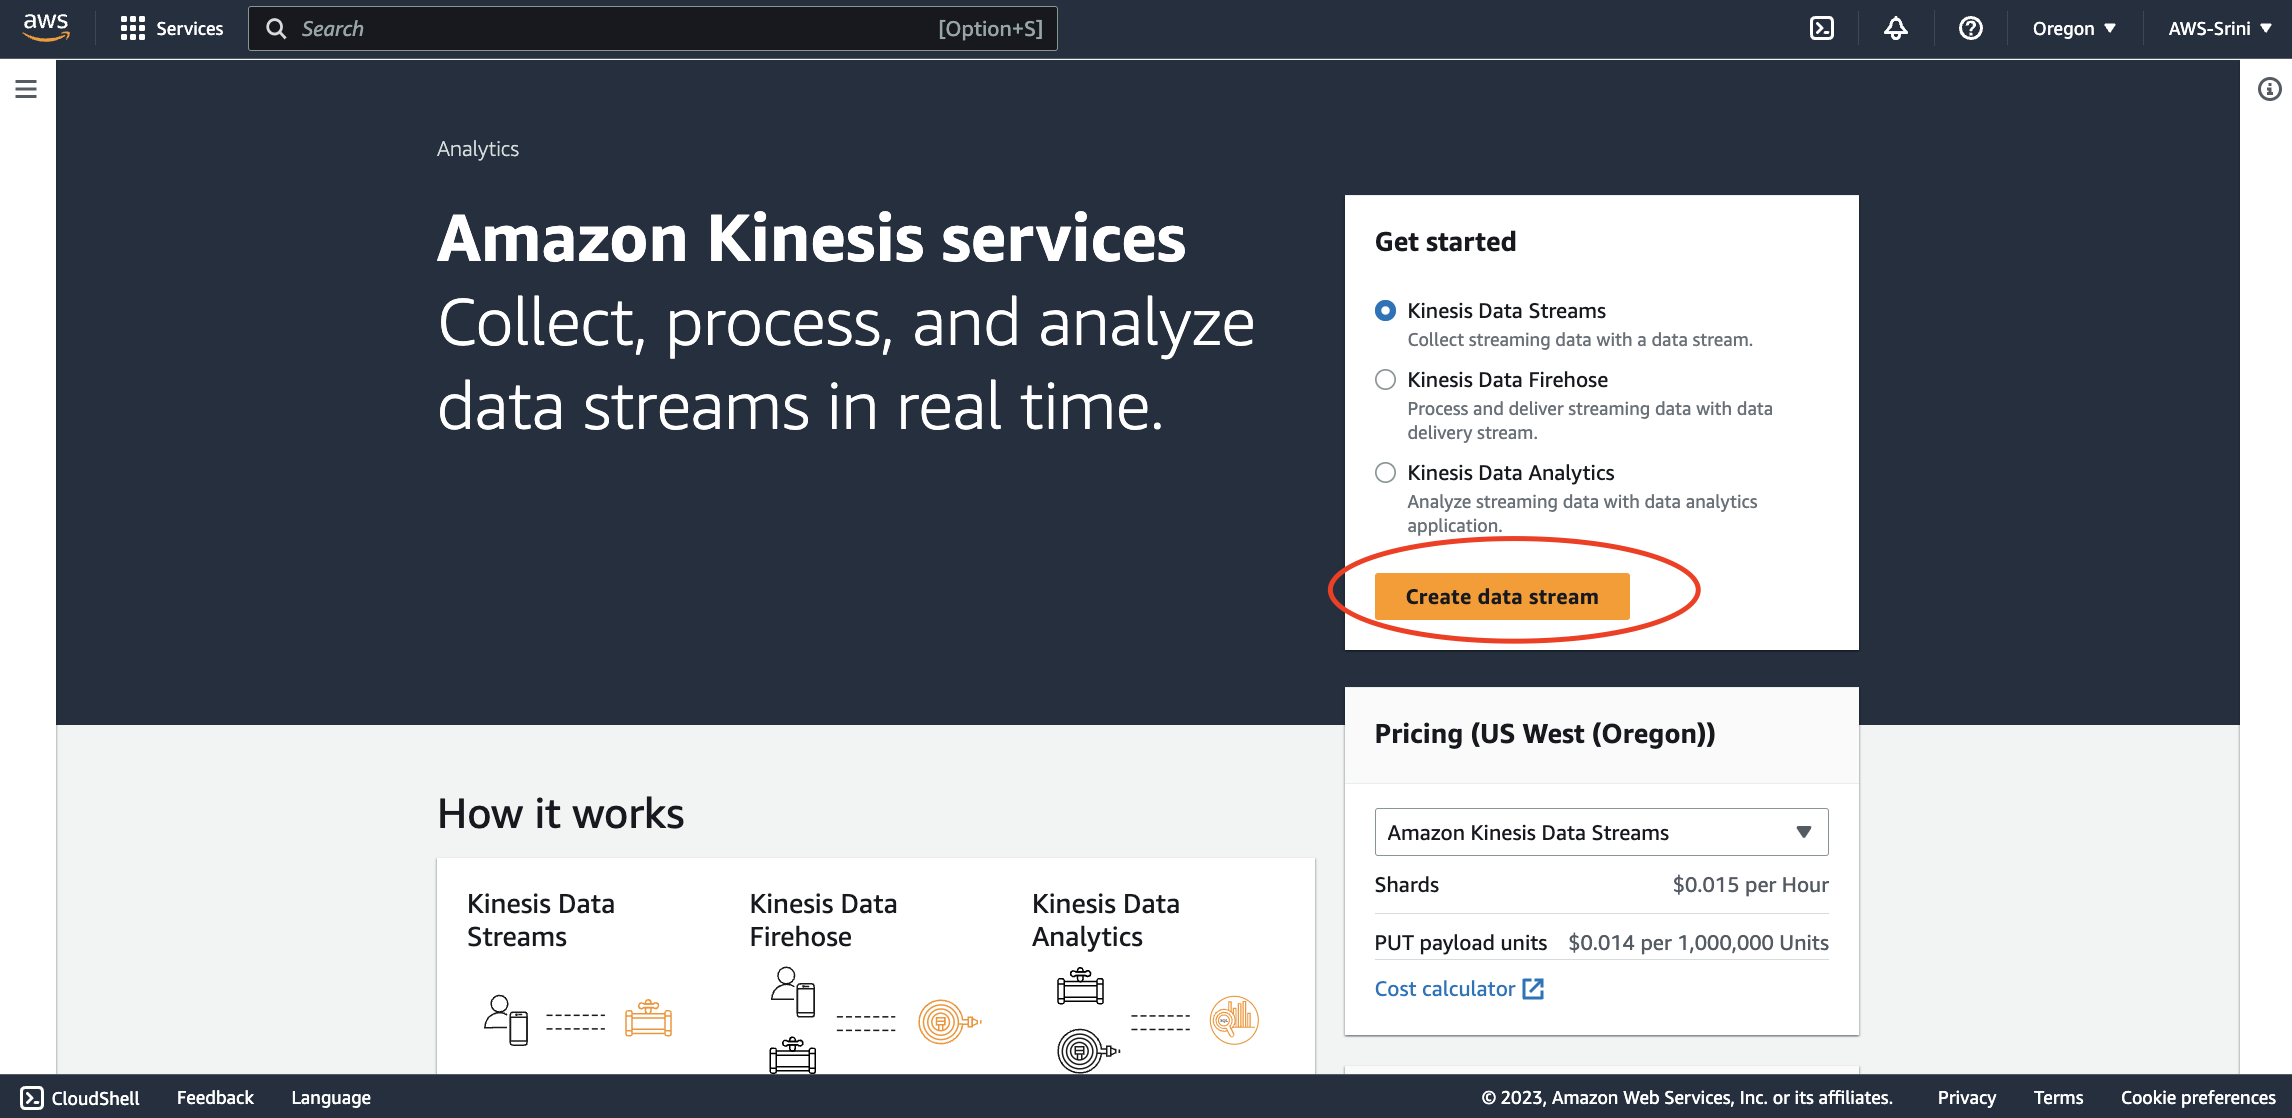 aws
Services
Search
[Option+S]
Oregon
AWS-Srini
Analytics
Amazon Kinesis services
Collect, process, and analyze
data streams in real time.
Get started
Kinesis Data Streams
Collect streaming data with a data stream.
Kinesis Data Firehose
Process and deliver streaming data with data
delivery stream.
Kinesis Data Analytics
Analyze streaming data with data analytics
application.
Create data stream
Pricing (US West (Oregon))
Amazon Kinesis Data Streams
Shards $0.015 per Hour
PUT payload units $0.014 per 1,000,000 Units
Cost calculator
How it works
Kinesis Data
Streams
Kinesis Data
Firehose
Kinesis Data
Analytics
SQL
CloudShell
Feedback
Language
© 2023, Amazon Web Services, Inc. or its affiliates.
Privacy
Terms
Cookie preferences